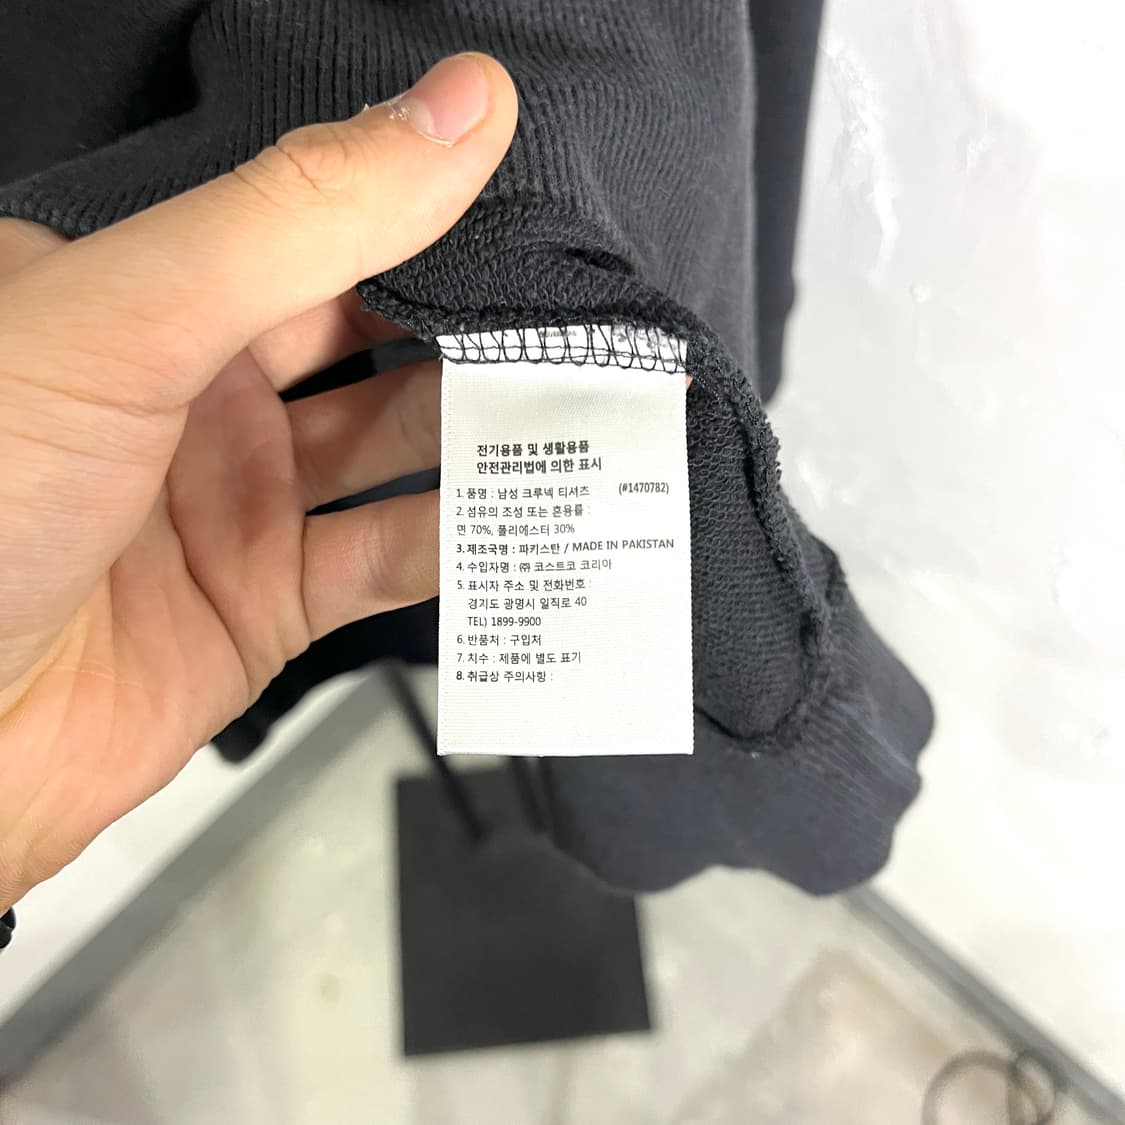 전기용품 및 생활용품
안전관리법에 의한 표시
1. 품명 : 남성 크루넥 티셔츠 (#1470782)
2. 섬유의 조성 또는 혼용률 :
면 70%, 폴리에스터 30%
3. 제조국명 : 파키스탄 / MADE IN PAKISTAN
4. 수입자명 : ㈜ 코스트코 코리아
5. 표시자 주소 및 전화번호 :
경기도 광명시 일직로 40
TEL) 1899-9900
6. 반품처 : 구입처
7. 치수 : 제품에 별도 표기
8. 취급상 주의사항 :